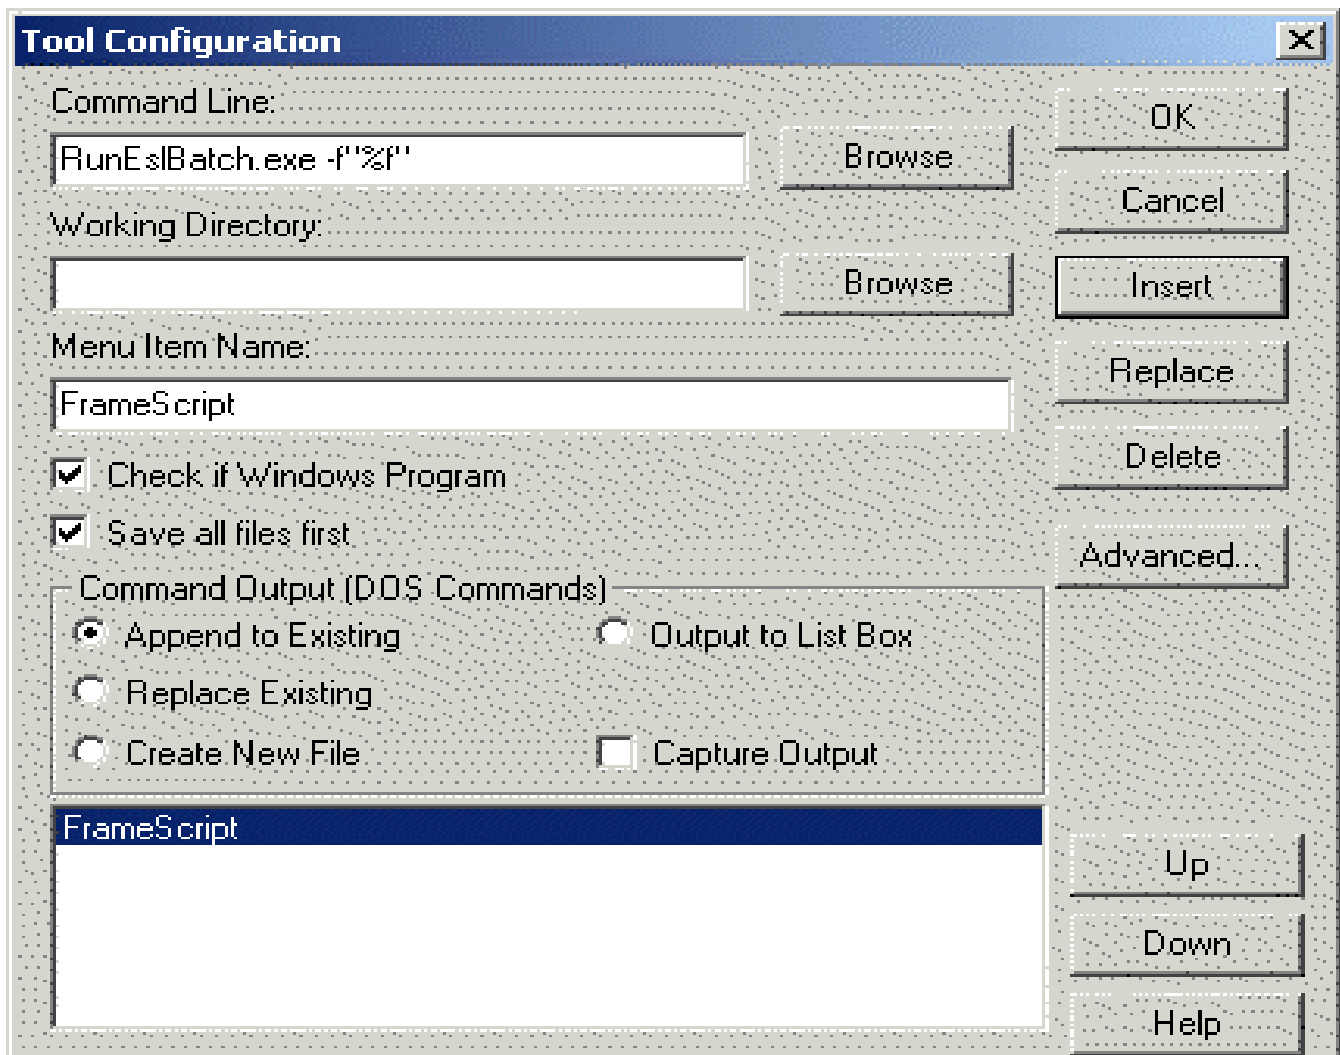 Tool Configuration
Command Line:
OK
RunEslBatch.exe -f"%f"
Browse
Cancel
Working Directory:
Browse
Insert
Menu Item Name:
Replace
FrameScript
Delete
Check if Windows Program
Save all files first
Advanced...
Command Output (DOS Commands)
Append to Existing
Output to List Box
Replace Existing
Create New File
Capture Output
FrameScript
Up
Down
Help